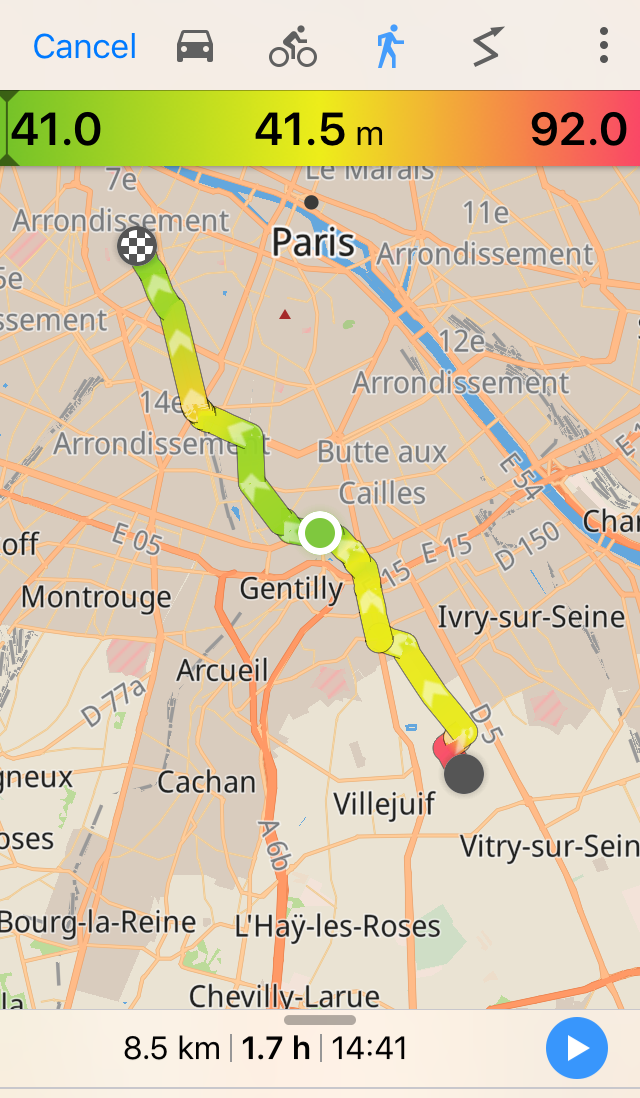 Cancel
41.0 41.5 m 92.0
7e
Arrondissement
Le Marais
Paris
11e
Arrondissement
5e
ssement
12e
Arrondissement
14e
Arrondissement
Butte aux
Cailles
E 54
E 1
Char
off
E 05
E 15
D 150
15
Gentilly
Montrouge
Ivry-sur-Seine
Arcueil
D 77a
D 5
gneux
Cachan
Villejuif
oses
A 6b
Vitry-sur-Sein
Bourg-la-Reine
L'Haÿ-les-Roses
la
Chevilly-Larue
8.5 km 1.7 h 14:41